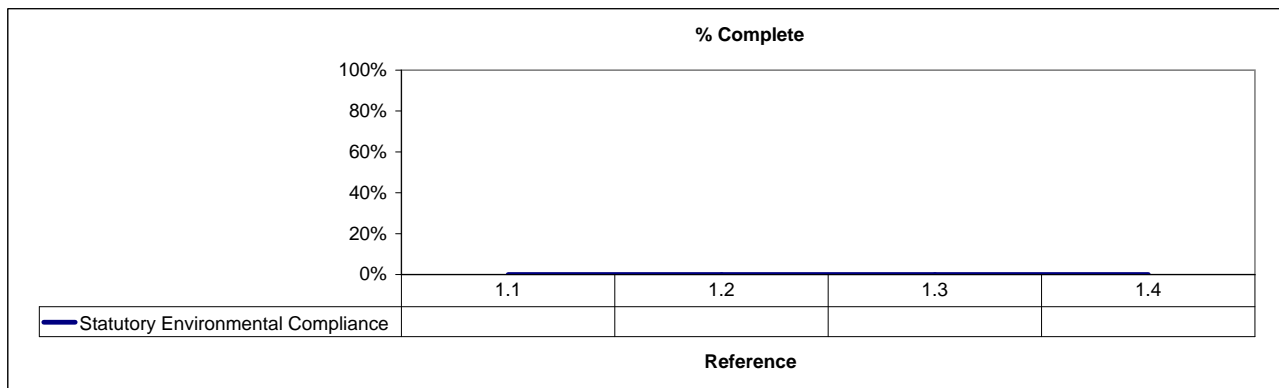 % Complete
100%
80%
60%
40%
20%
0%
1.1 1.2 1.3 1.4
Statutory Environmental Compliance
Reference